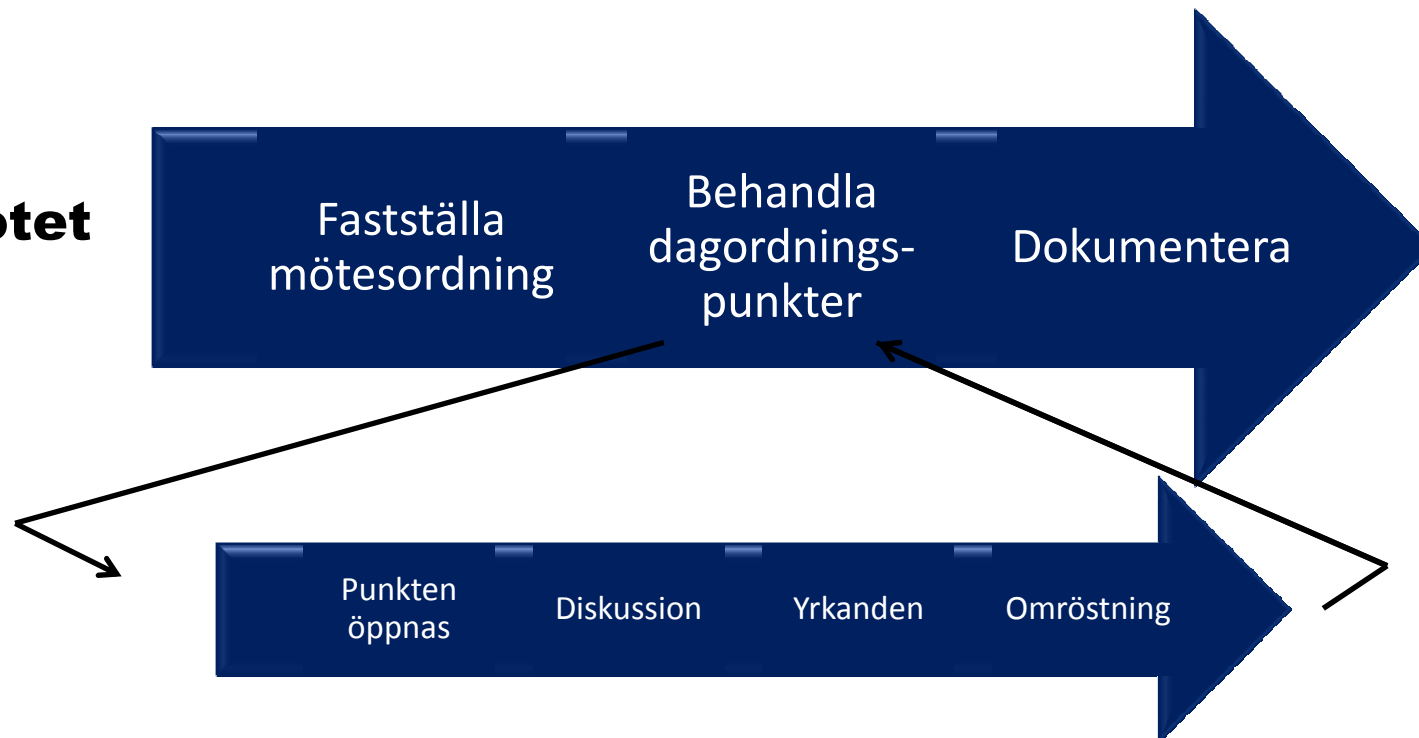 Fastställa
mötesordning
Behandla
dagordnings-
punkter
Dokumentera
Punkten
öppnas
Diskussion
Yrkanden
Omröstning